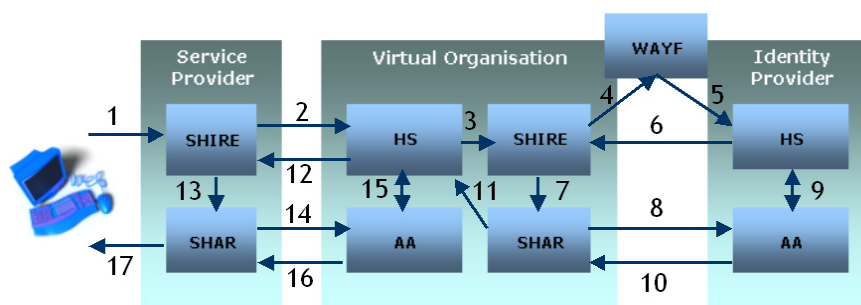 Service
Provider
Virtual Organisation
WAYF
Identity
Provider
1
2
3
4
5
SHIRE
HS
SHIRE
HS
6
12
13
15
11
7
9
14
8
SHAR
AA
SHAR
AA
17
16
10